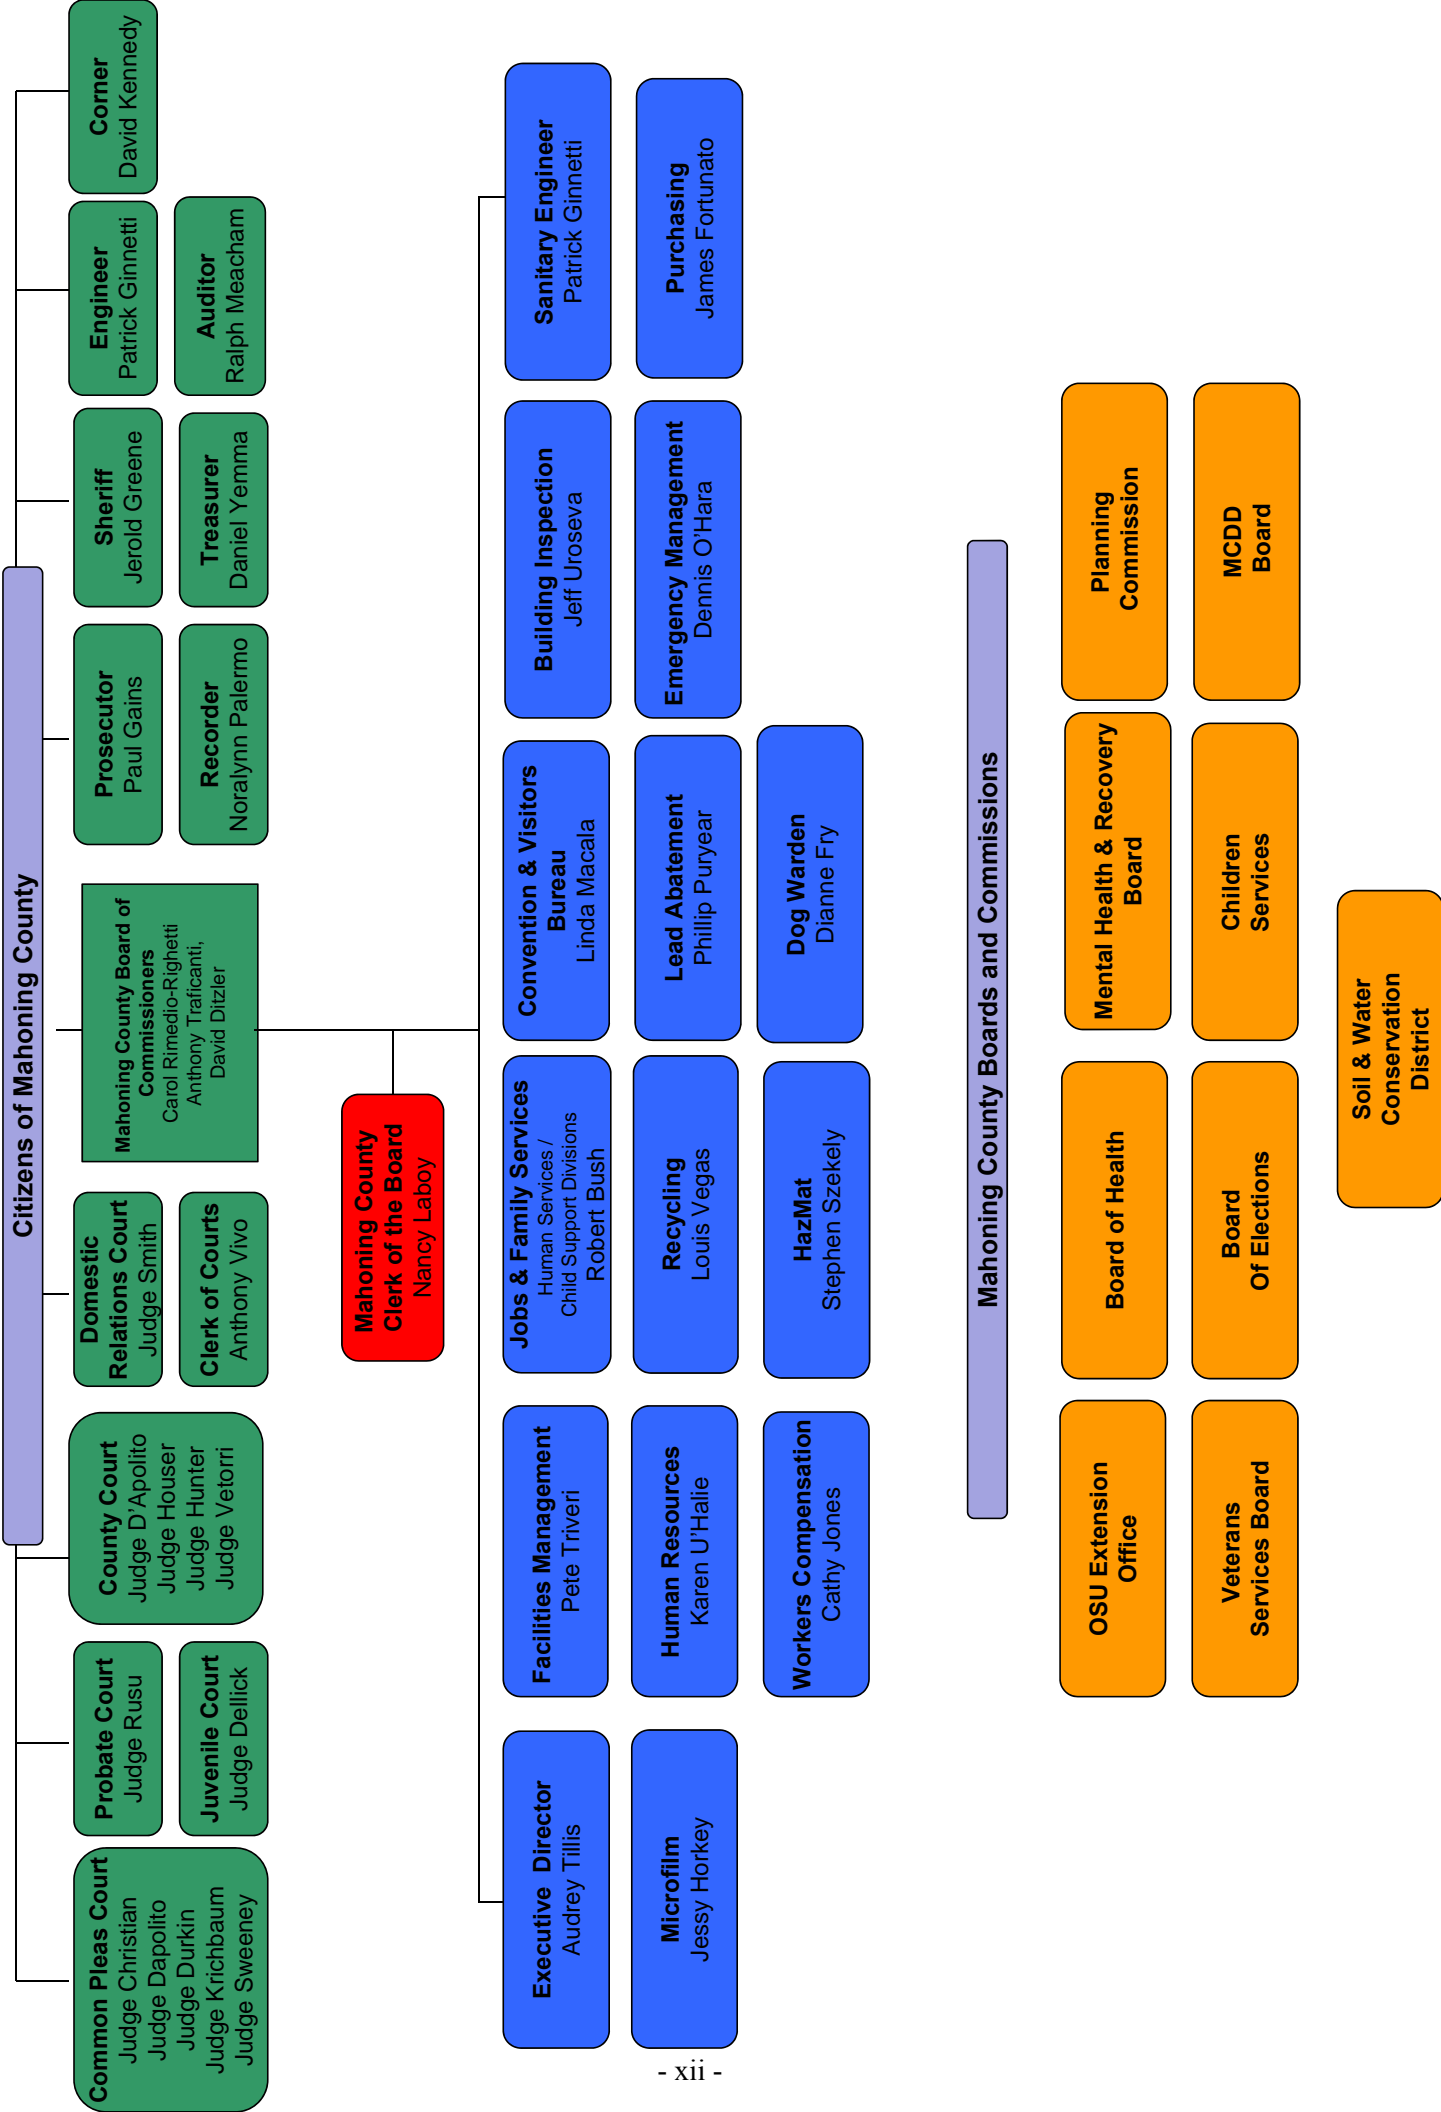 Citizens of Mahoning County
Common Pleas Court
Judge Christian
Judge Dapolito
Judge Durkin
Judge Krichbaum
Judge Sweeney
Probate Court
Judge Rusu
Juvenile Court
Judge Dellick
County Court
Judge D'Apolito
Judge Houser
Judge Hunter
Judge Vetorri
Domestic
Relations Court
Judge Smith
Clerk of Courts
Anthony Vivo
Mahoning County Board of
Commissioners
Carol Rimedio-Righetti
Anthony Traficanti,
David Ditzler
Prosecutor
Paul Gains
Recorder
Noralynn Palermo
Sheriff
Jerold Greene
Treasurer
Daniel Yemma
Engineer
Patrick Ginnetti
Auditor
Ralph Meacham
Corner
David Kennedy
Mahoning County
Clerk of the Board
Nancy Laboy
Executive Director
Audrey Tillis
Facilities Management
Pete Triveri
Jobs & Family Services
Human Services /
Child Support Divisions
Robert Bush
Convention & Visitors
Bureau
Linda Macala
Building Inspection
Jeff Uroseva
Sanitary Engineer
Patrick Ginnetti
Microfilm
Jessy Horkey
Human Resources
Karen U'Halie
Recycling
Louis Vegas
Lead Abatement
Phillip Puryear
Emergency Management
Dennis O'Hara
Purchasing
James Fortunato
Workers Compensation
Cathy Jones
HazMat
Stephen Szekely
Dog Warden
Dianne Fry
Mahoning County Boards and Commissions
OSU Extension
Office
Board of Health
Mental Health & Recovery
Board
Planning
Commission
Veterans
Services Board
Board
Of Elections
Children
Services
MCDD
Board
Soil & Water
Conservation
District
- xii -